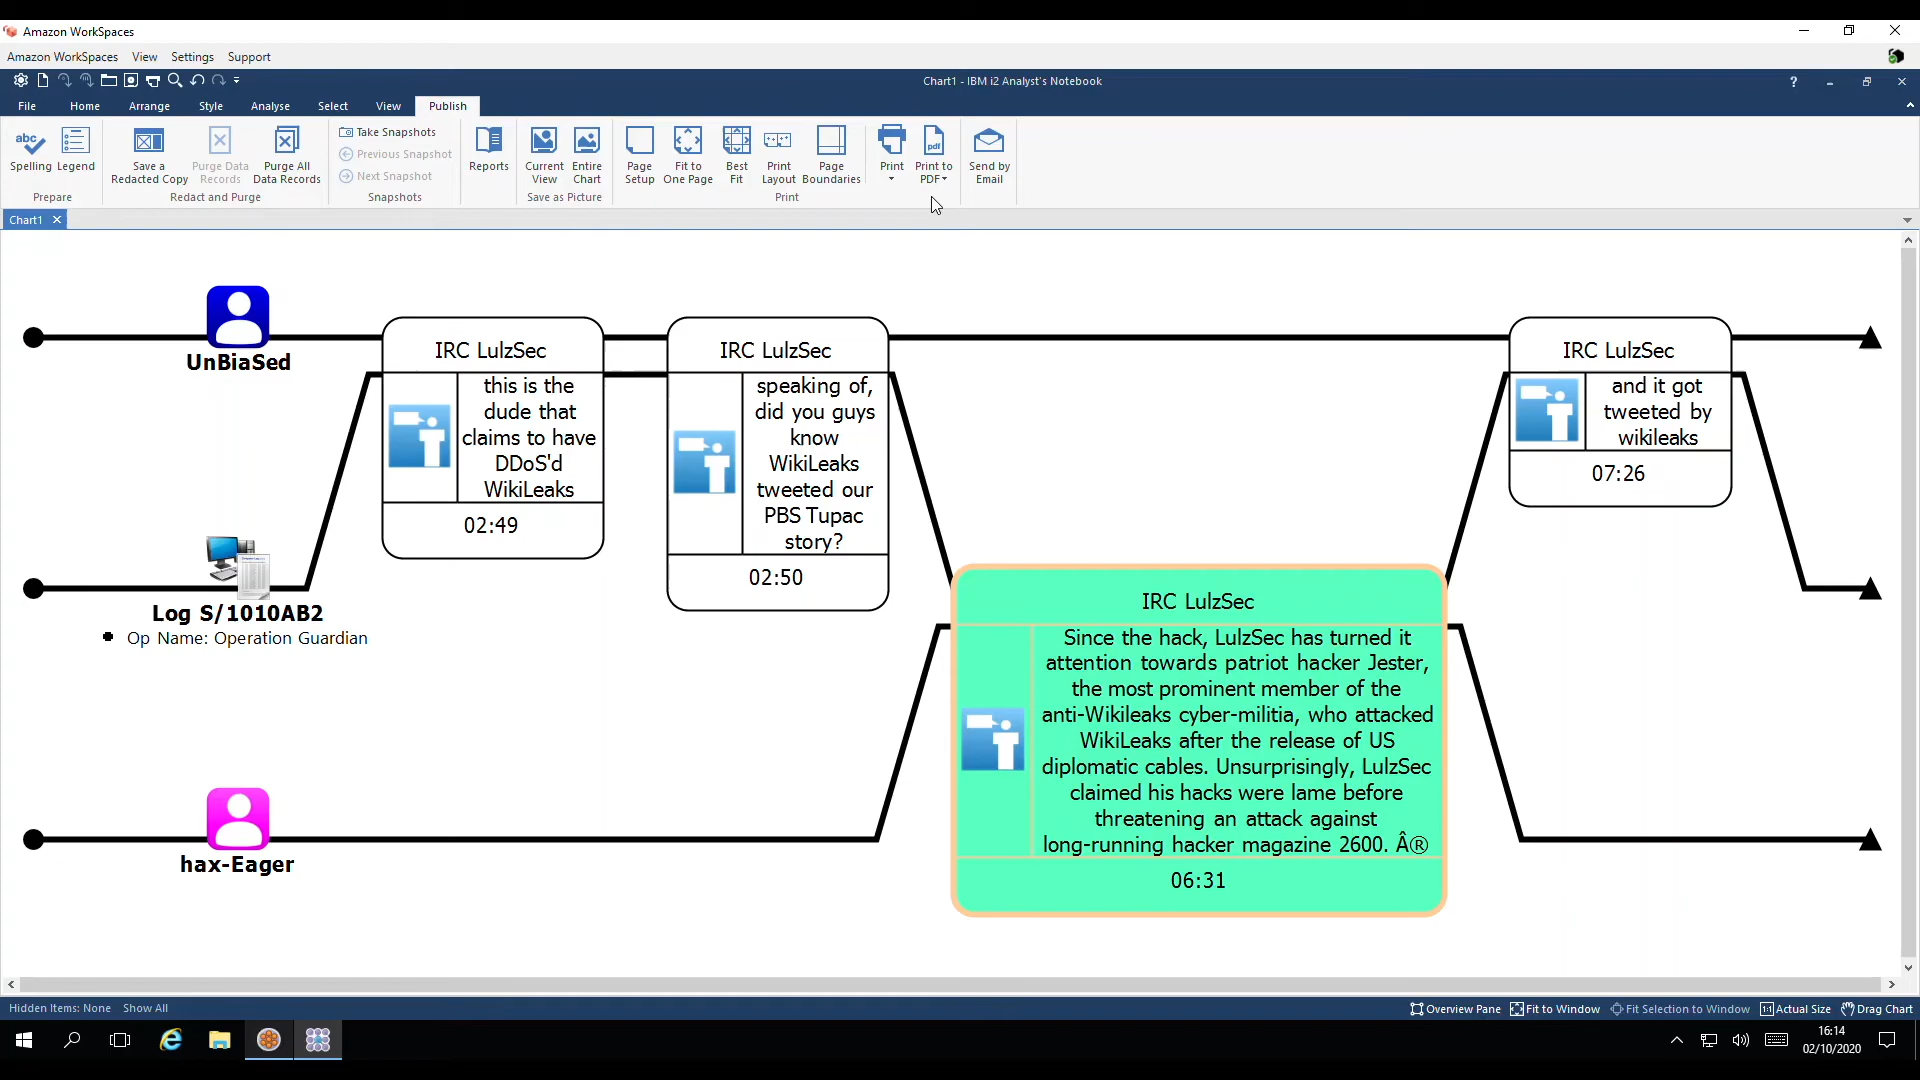 Amazon WorkSpaces
Amazon WorkSpaces View Settings Support
Chart1 - IBM i2 Analyst's Notebook
File Home Arrange Style Analyse Select View Publish
abc Spelling
Legend
Prepare
Save a
Redacted Copy
Purge Data
Records
Purge All
Data Records
Redact and Purge
Take Snapshots
Previous Snapshot
Next Snapshot
Snapshots
Reports
Current
View
Entire
Chart
Save as Picture
Page
Setup
Fit to
One Page
Best
Fit
Print
Layout
Page
Boundaries
Print
pdf
Print to
PDF
Print
Send by
Email
Chart1
UnBiaSed
IRC LulzSec
this is the
dude that
claims to have
DDoS'd
WikiLeaks
02:49
IRC LulzSec
speaking of,
did you guys
know
WikiLeaks
tweeted our
PBS Tupac
story?
02:50
IRC LulzSec
and it got
tweeted by
wikileaks
07:26
Log S/1010AB2
Op Name: Operation Guardian
IRC LulzSec
Since the hack, LulzSec has turned it
attention towards patriot hacker Jester,
the most prominent member of the
anti-Wikileaks cyber-militia, who attacked
WikiLeaks after the release of US
diplomatic cables. Unsurprisingly, LulzSec
claimed his hacks were lame before
threatening an attack against
long-running hacker magazine 2600. Â®
06:31
hax-Eager
Hidden Items: None Show All
Overview Pane Fit to Window Fit Selection to Window 1:1 Actual Size Drag Chart
16:14
02/10/2020